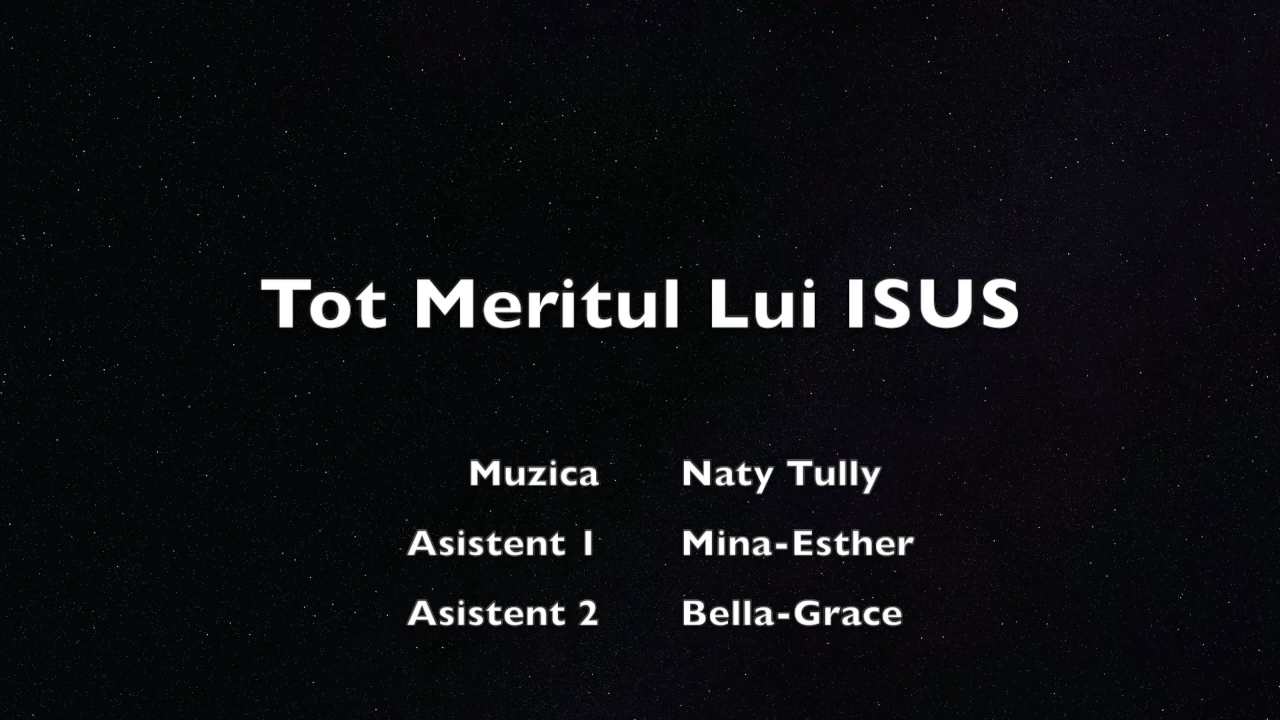 Tot Meritul Lui ISUS
Muzica Naty Tully
Asistent 1 Mina-Esther
Asistent 2 Bella-Grace